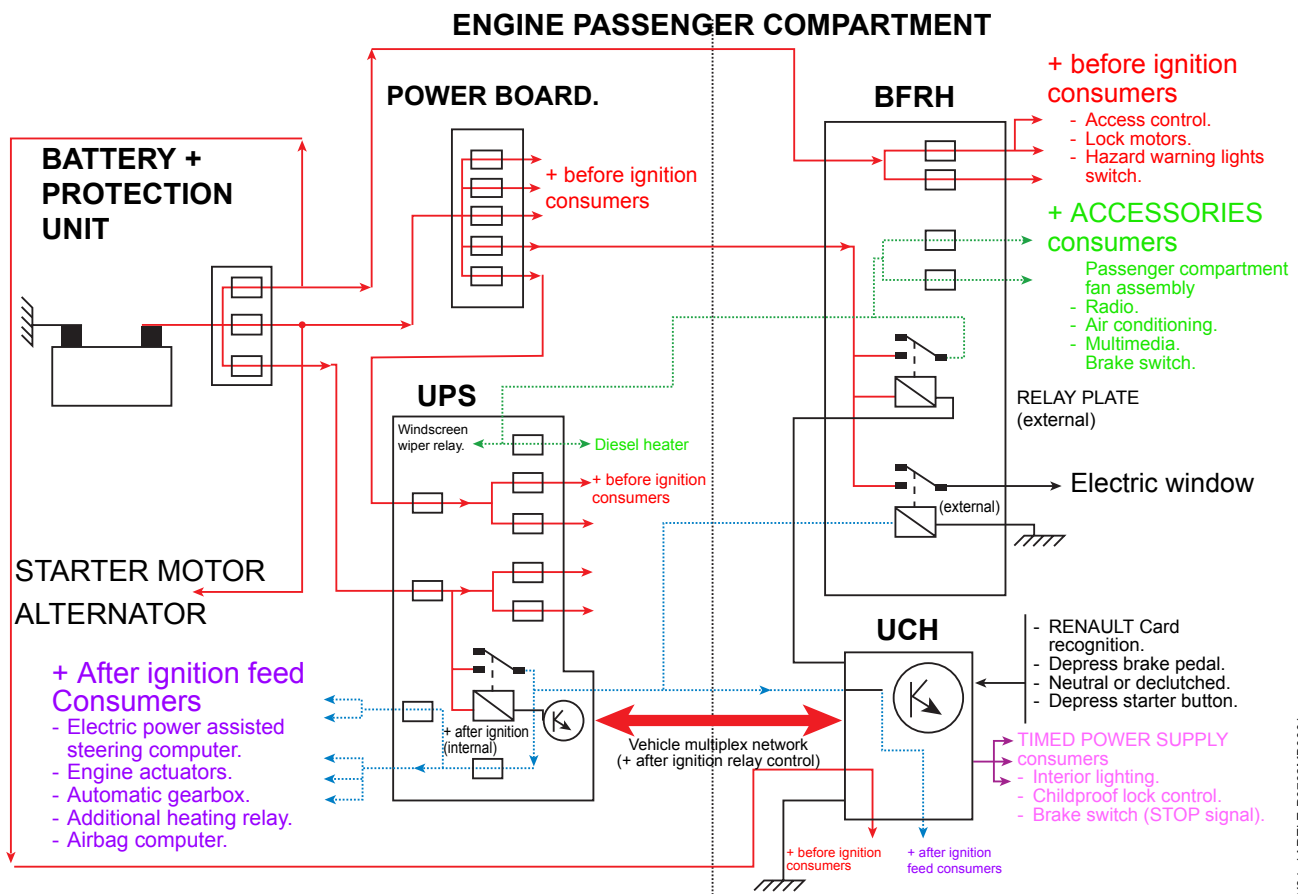 ENGINE PASSENGER COMPARTMENT
BATTERY +
PROTECTION
UNIT
POWER BOARD.
+ before ignition
consumers
BFRH
+ before ignition
consumers
- Access control.
- Lock motors.
- Hazard warning lights
switch.
+ ACCESSORIES
consumers
Passenger compartment
fan assembly
- Radio.
- Air conditioning.
- Multimedia.
Brake switch.
RELAY PLATE
(external)
Electric window
(external)
UPS
Windscreen
wiper relay.
Diesel heater
+ before ignition
consumers
STARTER MOTOR
ALTERNATOR
+ After ignition feed
Consumers
- Electric power assisted
steering computer.
- Engine actuators.
- Automatic gearbox.
- Additional heating relay.
- Airbag computer.
+ after ignition
(internal)
Vehicle multiplex network
(+ after ignition relay control)
UCH
- RENAULT Card
recognition.
- Depress brake pedal.
- Neutral or declutched.
- Depress starter button.
TIMED POWER SUPPLY
consumers
- Interior lighting.
- Childproof lock control.
- Brake switch (STOP signal).
+ before ignition
consumers
+ after ignition
feed consumers